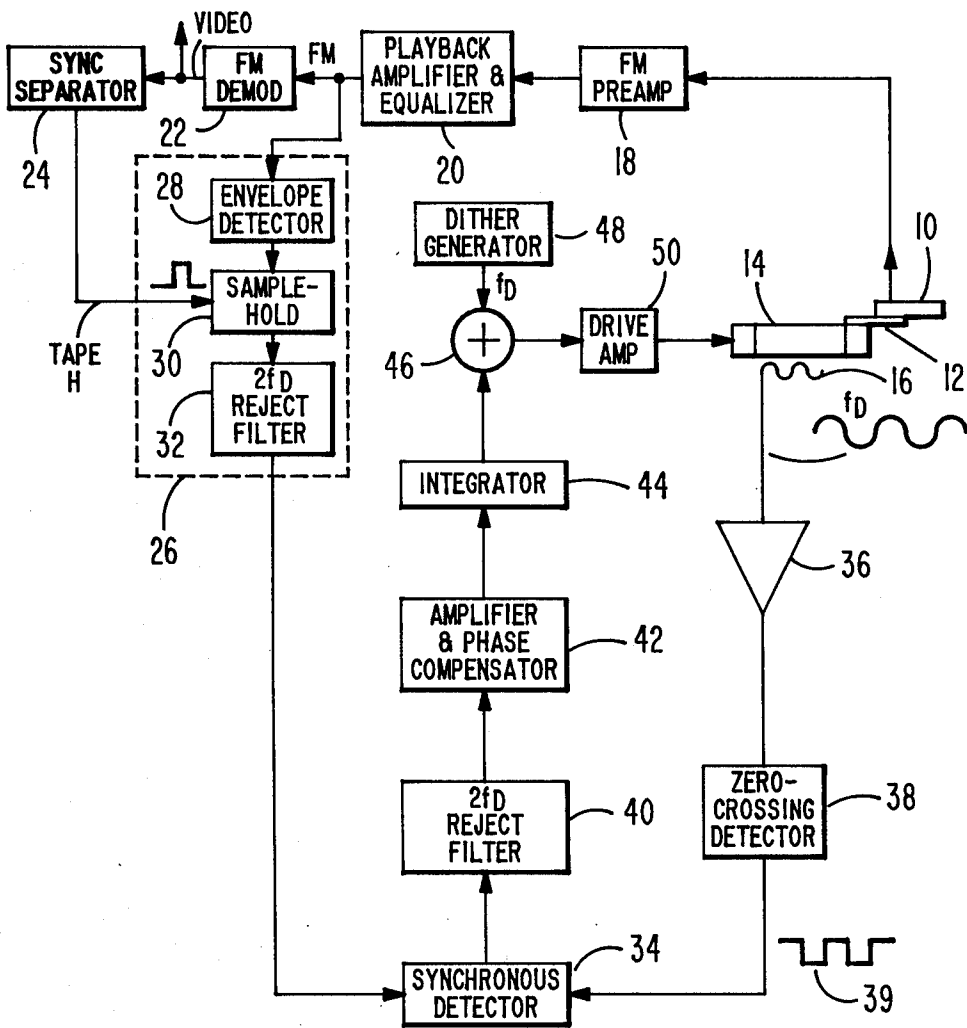 VIDEO
SYNC
SEPARATOR
24
FM
DEMOD
22
FM
PLAYBACK
AMPLIFIER &
EQUALIZER
20
FM
PREAMP
18
28
ENVELOPE
DETECTOR
DITHER
GENERATOR
48
10
SAMPLE-
HOLD
30
TAPE
H
fD
46
50
DRIVE
AMP
14
12
16
fD
2fD
REJECT
FILTER
32
26
INTEGRATOR
44
36
AMPLIFIER
& PHASE
COMPENSATOR
42
2fD
REJECT
FILTER
40
ZERO-
CROSSING
DETECTOR
38
SYNCHRONOUS
DETECTOR
34
39